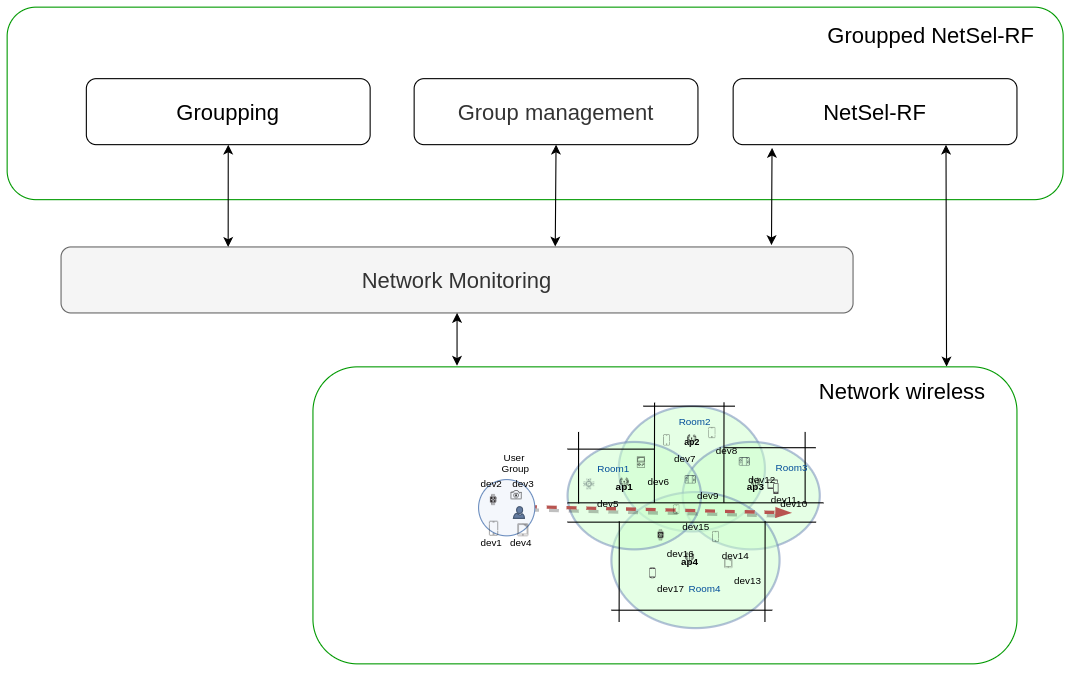 Groupped NetSel-RF
Groupping
Group management
NetSel-RF
Network Monitoring
Network wireless
User
Group
dev2
dev3
dev1
dev4
Room2
ap2
dev8
dev7
Room1
ap1
dev6
dev5
Room3
dev12
ap3
dev9
dev11
dev10
dev15
dev16
ap4
dev14
dev13
dev17
Room4